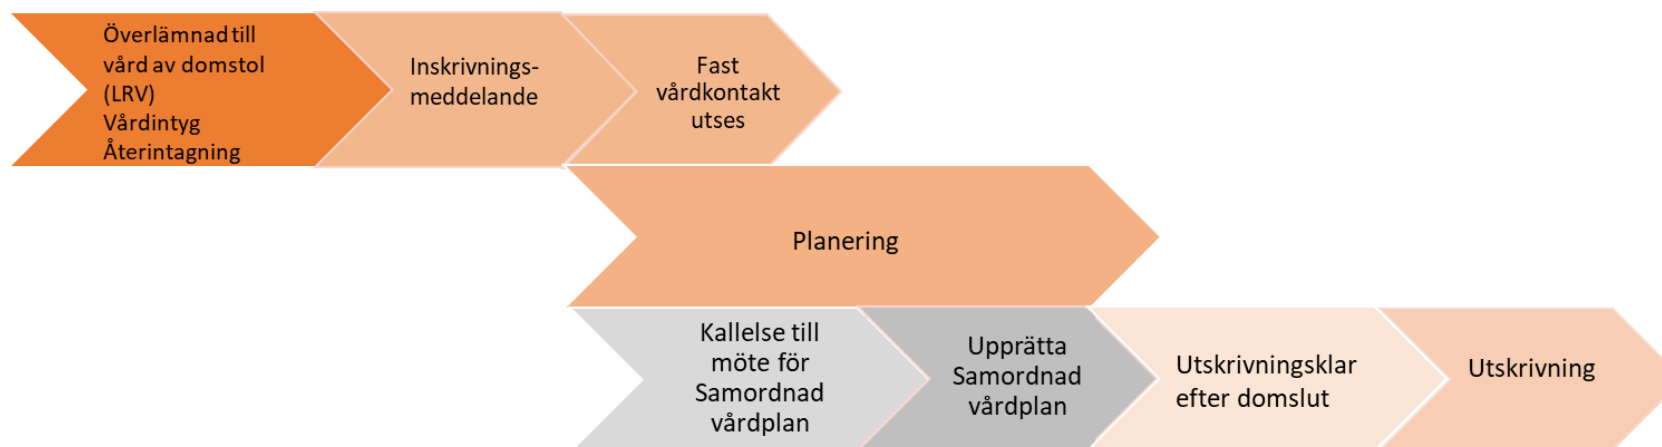 Överlämnad till
vård av domstol
(LRV)
Vårdintyg
Återintagning
Inskrivnings-
meddelande
Fast
vårdkontakt
utses
Planering
Kallelse till
möte för
Samordnad
vårdplan
Upprätta
Samordnad
vårdplan
Utskrivningsklar
efter domslut
Utskrivning